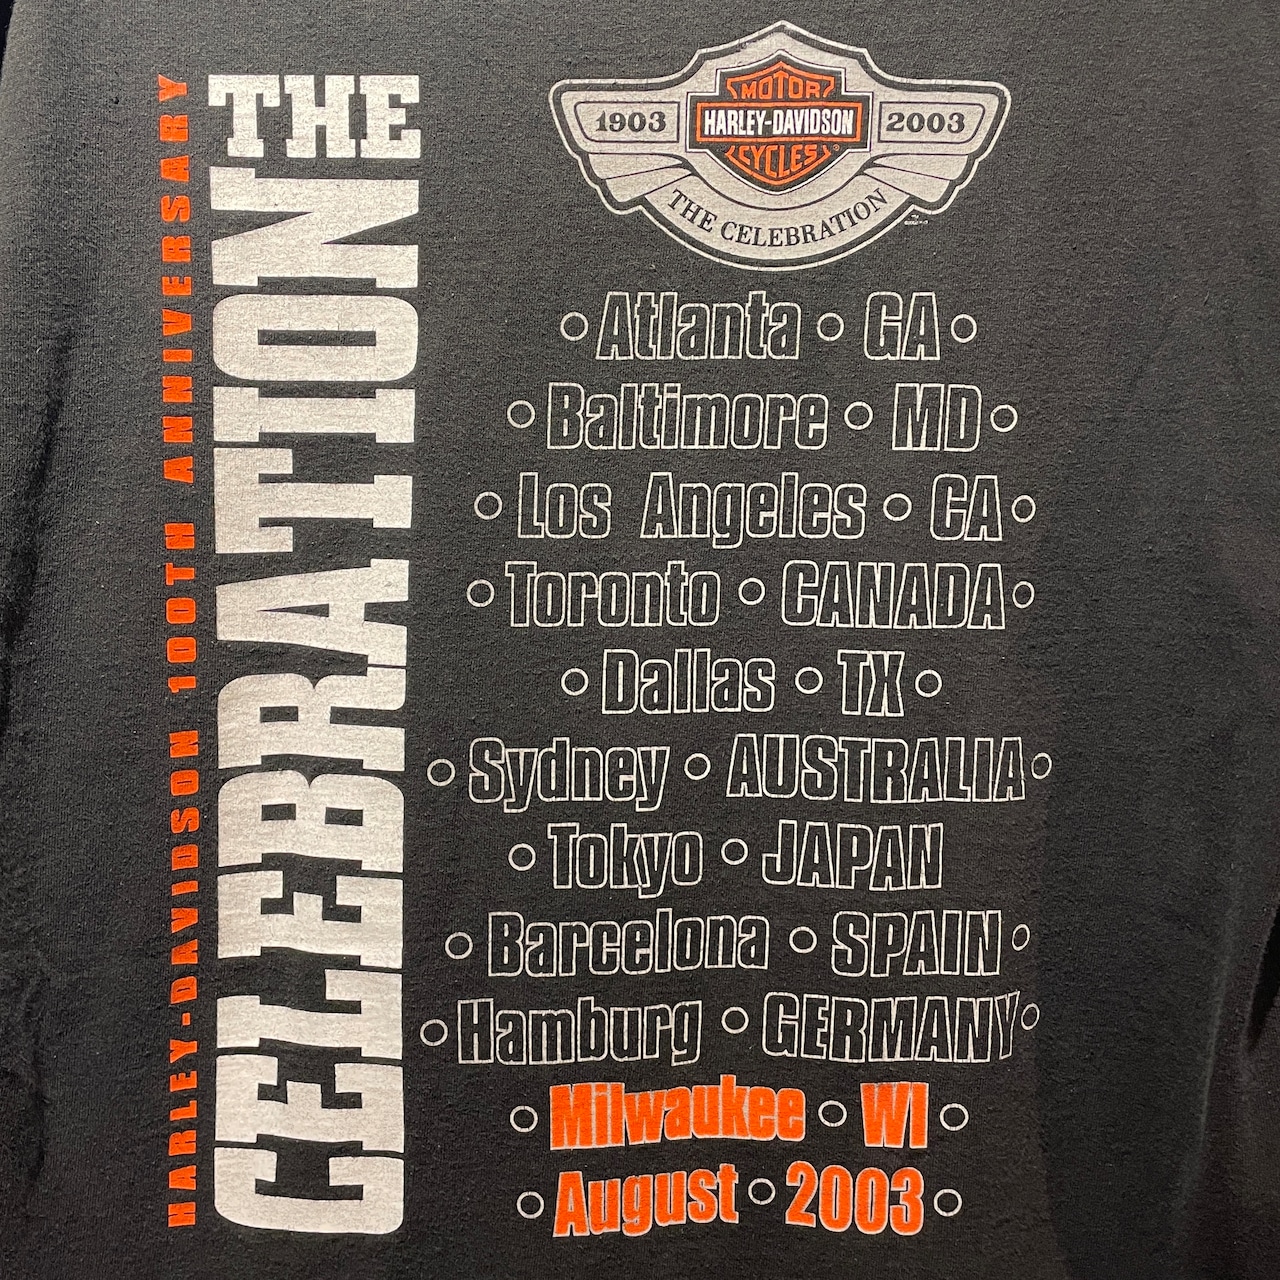 HARLEY-DAVIDSON 100TH ANNIVERSARY
THE CELEBRATION
MOTOR
1903 HARLEY-DAVIDSON 2003
CYCLES
THE CELEBRATION
○ Atlanta ○ GA ○
○ Baltimore ○ MD ○
○ Los Angeles ○ CA ○
○ Toronto ○ CANADA ○
○ Dallas ○ TX ○
○ Sydney ○ AUSTRALIA ○
○ Tokyo ○ JAPAN
○ Barcelona ○ SPAIN ○
○ Hamburg ○ GERMANY ○
○ Milwaukee ○ WI ○
○ August ○ 2003 ○